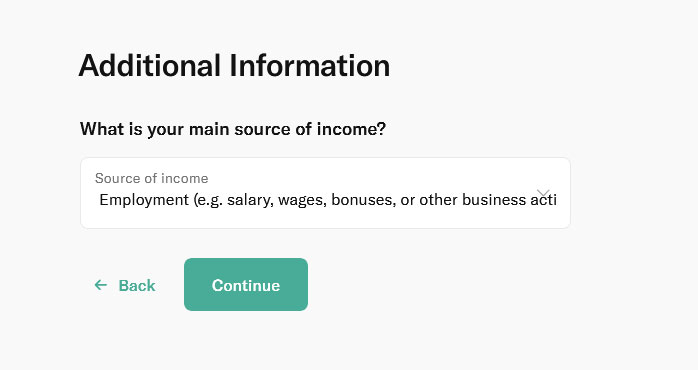 Additional Information
What is your main source of income?
Source of income
Employment (e.g. salary, wages, bonuses, or other business acti
Back
Continue